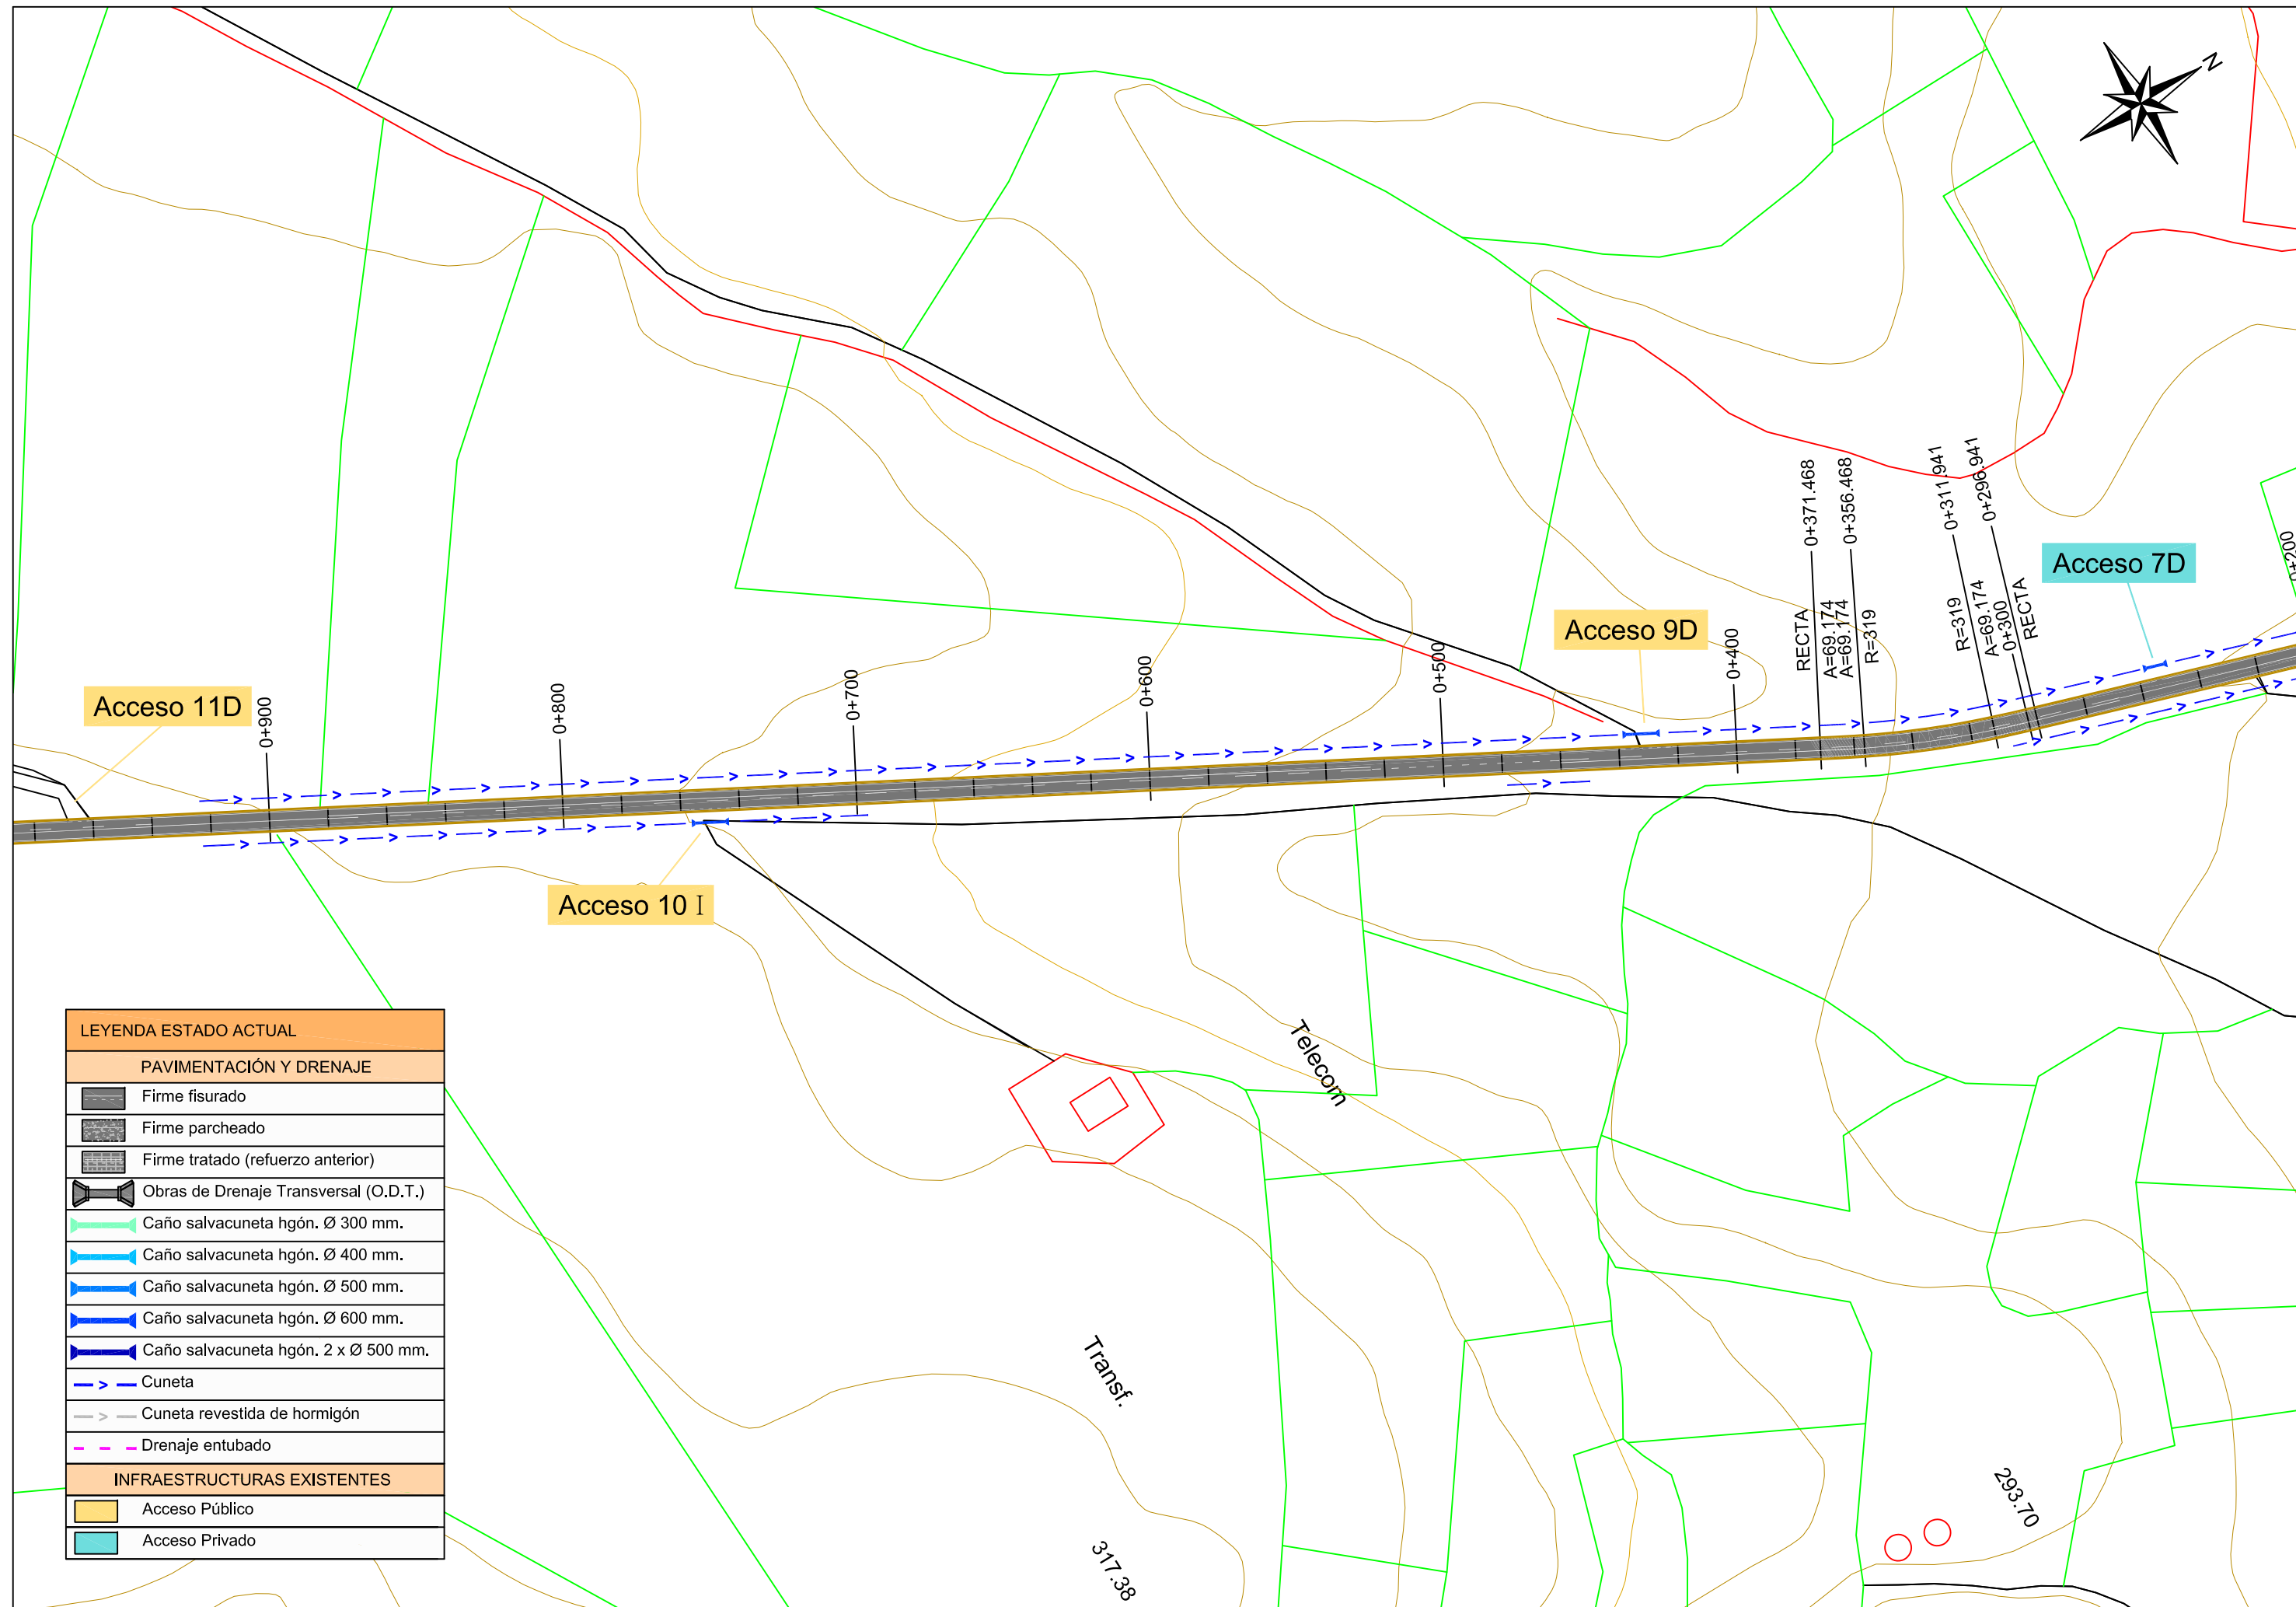 N
0+371.468
0+356.468
0+311.941
0+296.941
RECTA
A=69.174
A=69.174
R=319
R=319
A=69.174
0+300
RECTA
0+200
Acceso 7D
Acceso 9D
0+400
0+500
0+600
0+700
0+800
0+900
Acceso 11D
Acceso 10 I
Telecom
Transf.
317.38
293.70
LEYENDA ESTADO ACTUAL
PAVIMENTACIÓN Y DRENAJE
Firme fisurado
Firme parcheado
Firme tratado (refuerzo anterior)
Obras de Drenaje Transversal (O.D.T.)
Caño salvacuneta hgón. Ø 300 mm.
Caño salvacuneta hgón. Ø 400 mm.
Caño salvacuneta hgón. Ø 500 mm.
Caño salvacuneta hgón. Ø 600 mm.
Caño salvacuneta hgón. 2 x Ø 500 mm.
Cuneta
Cuneta revestida de hormigón
Drenaje entubado
INFRAESTRUCTURAS EXISTENTES
Acceso Público
Acceso Privado